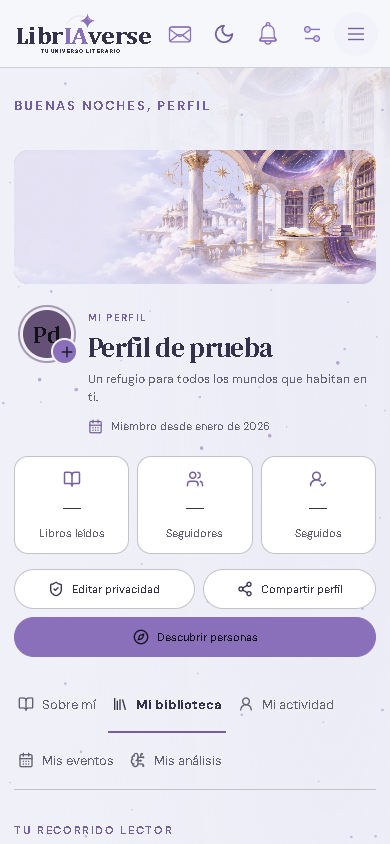 LibrIAverse
TU UNIVERSO LITERARIO
BUENAS NOCHES, PERFIL
Pd
MI PERFIL
Perfil de prueba
Un refugio para todos los mundos que habitan en
ti.
Miembro desde enero de 2026
— — —
Libros leídos Seguidores Seguidos
Editar privacidad Compartir perfil
Descubrir personas
Sobre mí Mi biblioteca Mi actividad
Mis eventos Mis análisis
TU RECORRIDO LECTOR